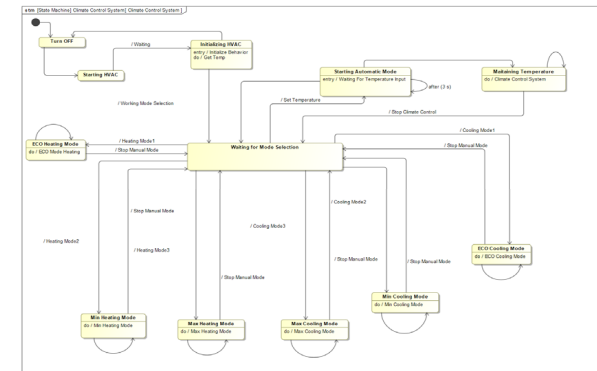 stm [State Machine] Climate Control System[ Climate Control System ]
Turn OFF
/ Waiting
Initializing HVAC
entry / Initialize Behavior
do / Get Temp
Starting HVAC
Starting Automatic Mode
entry / Waiting For Temperature Input
after (3 s)
Maitaining Temperature
do / Climate Control System
/ Working Mode Selection
/ Set Temperature
/ Stop Climate Control
ECO Heating Mode
do / ECO Mode Heating
/ Heating Mode1
/ Stop Manual Mode
Waiting for Mode Selection
/ Cooling Mode1
/ Stop Manual Mode
/ Stop Manual Mode
/ Cooling Mode2
/ Cooling Mode3
/ Heating Mode2
/ Heating Mode3
/ Stop Manual Mode
/ Stop Manual Mode
/ Stop Manual Mode
/ Stop Manual Mode
ECO Cooling Mode
do / ECO Cooling Mode
Min Cooling Mode
do / Min Cooling Mode
Min Heating Mode
do / Min Heating Mode
Max Heating Mode
do / Max Heating Mode
Max Cooling Mode
do / Max Cooling Mode